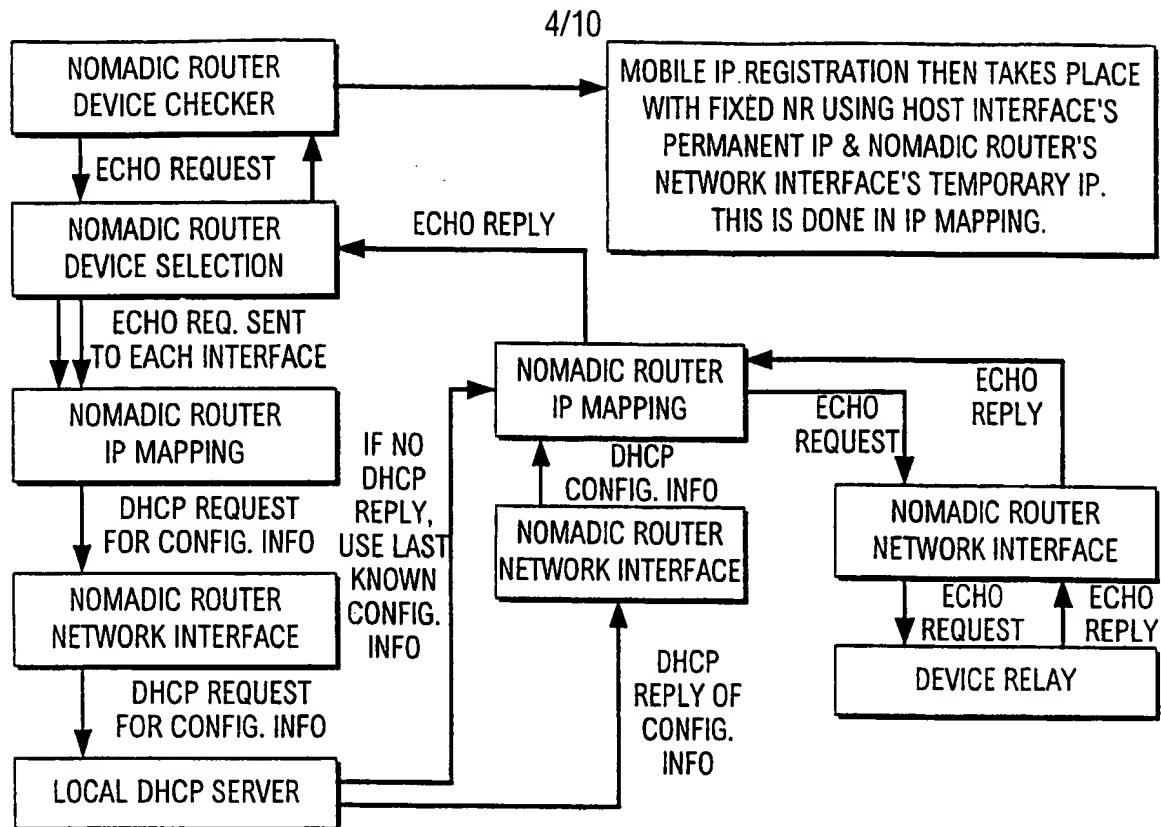 4/10
NOMADIC ROUTER
DEVICE CHECKER
MOBILE IP REGISTRATION THEN TAKES PLACE
WITH FIXED NR USING HOST INTERFACE'S
PERMANENT IP & NOMADIC ROUTER'S
NETWORK INTERFACE'S TEMPORARY IP.
THIS IS DONE IN IP MAPPING.
ECHO REQUEST
NOMADIC ROUTER
DEVICE SELECTION
ECHO REPLY
ECHO REQ. SENT
TO EACH INTERFACE
NOMADIC ROUTER
IP MAPPING
DHCP REQUEST
FOR CONFIG. INFO
NOMADIC ROUTER
NETWORK INTERFACE
DHCP REQUEST
FOR CONFIG. INFO
LOCAL DHCP SERVER
IF NO
DHCP
REPLY,
USE LAST
KNOWN
CONFIG.
INFO
NOMADIC ROUTER
IP MAPPING
DHCP
CONFIG. INFO
NOMADIC ROUTER
NETWORK INTERFACE
DHCP
REPLY OF
CONFIG.
INFO
ECHO
REQUEST
ECHO
REPLY
NOMADIC ROUTER
NETWORK INTERFACE
ECHO
REQUEST
ECHO
REPLY
DEVICE RELAY